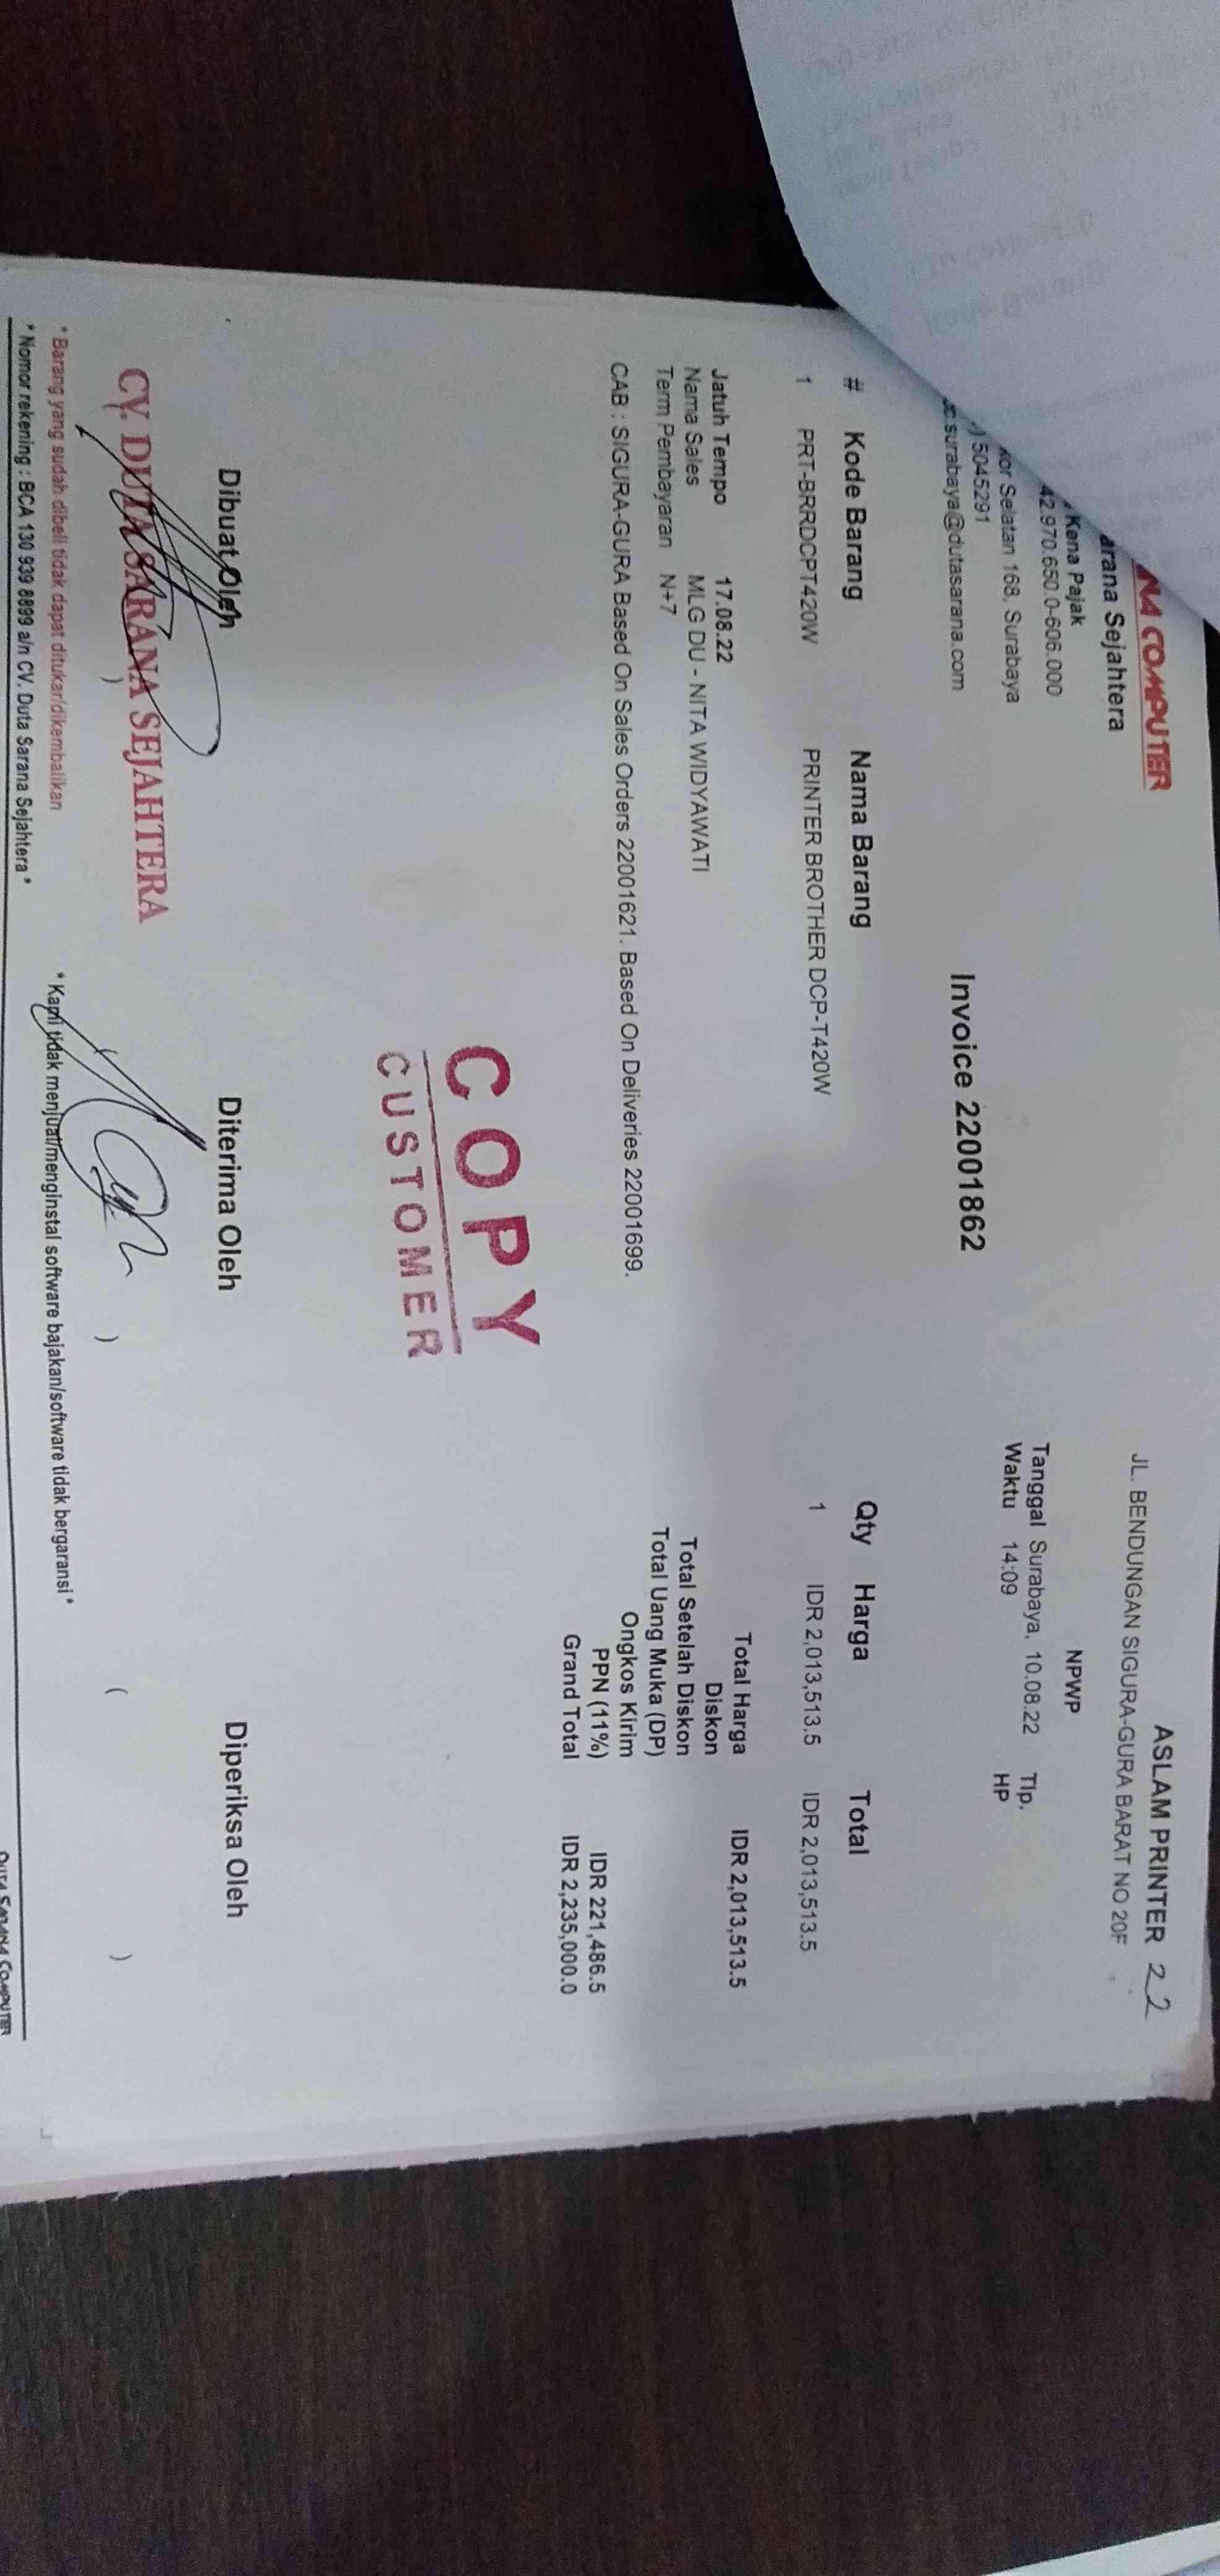 COMPUTER
arana Sejahtera
Kena Pajak
42.970.650.0-606.000
Selatan 168, Surabaya
5045291
surabaya@dutasarana.com
ASLAM PRINTER 22
JL. BENDUNGAN SIGURA-GURA BARAT NO 20F
NPWP
Tanggal Surabaya, 10.08.22 Tlp.
Waktu 14:09 HP
Invoice 22001862
# Kode Barang Nama Barang Qty Harga Total
1 PRT-BRRDCPT420W PRINTER BROTHER DCP-T420W 1 IDR 2,013,513.5 IDR 2,013,513.5
Jatuh Tempo 17.08.22
Nama Sales MLG DU - NITA WIDYAWATI
Term Pembayaran N+7
CAB : SIGURA-GURA Based On Sales Orders 22001621. Based On Deliveries 22001699.
Total Harga IDR 2,013,513.5
Diskon
Total Setelah Diskon
Total Uang Muka (DP)
Ongkos Kirim
PPN (11%) IDR 221,486.5
Grand Total IDR 2,235,000.0
COPY
CUSTOMER
Dibuat Oleh Diterima Oleh Diperiksa Oleh
CV. DUTA SARANA SEJAHTERA
) ) ( )
* Barang yang sudah dibeli tidak dapat ditukar/dikembalikan
* Kami tidak menjual/menginstal software bajakan/software tidak bergaransi *
* Nomor rekening : BCA 130 939 8899 a/n CV. Duta Sarana Sejahtera *
DUTA SARANA COMPUTER